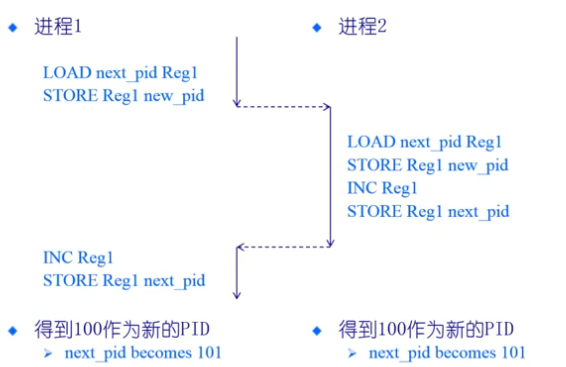 进程1
LOAD next_pid Reg1
STORE Reg1 new_pid
进程2
LOAD next_pid Reg1
STORE Reg1 new_pid
INC Reg1
STORE Reg1 next_pid
INC Reg1
STORE Reg1 next_pid
得到100作为新的PID
next_pid becomes 101
得到100作为新的PID
next_pid becomes 101